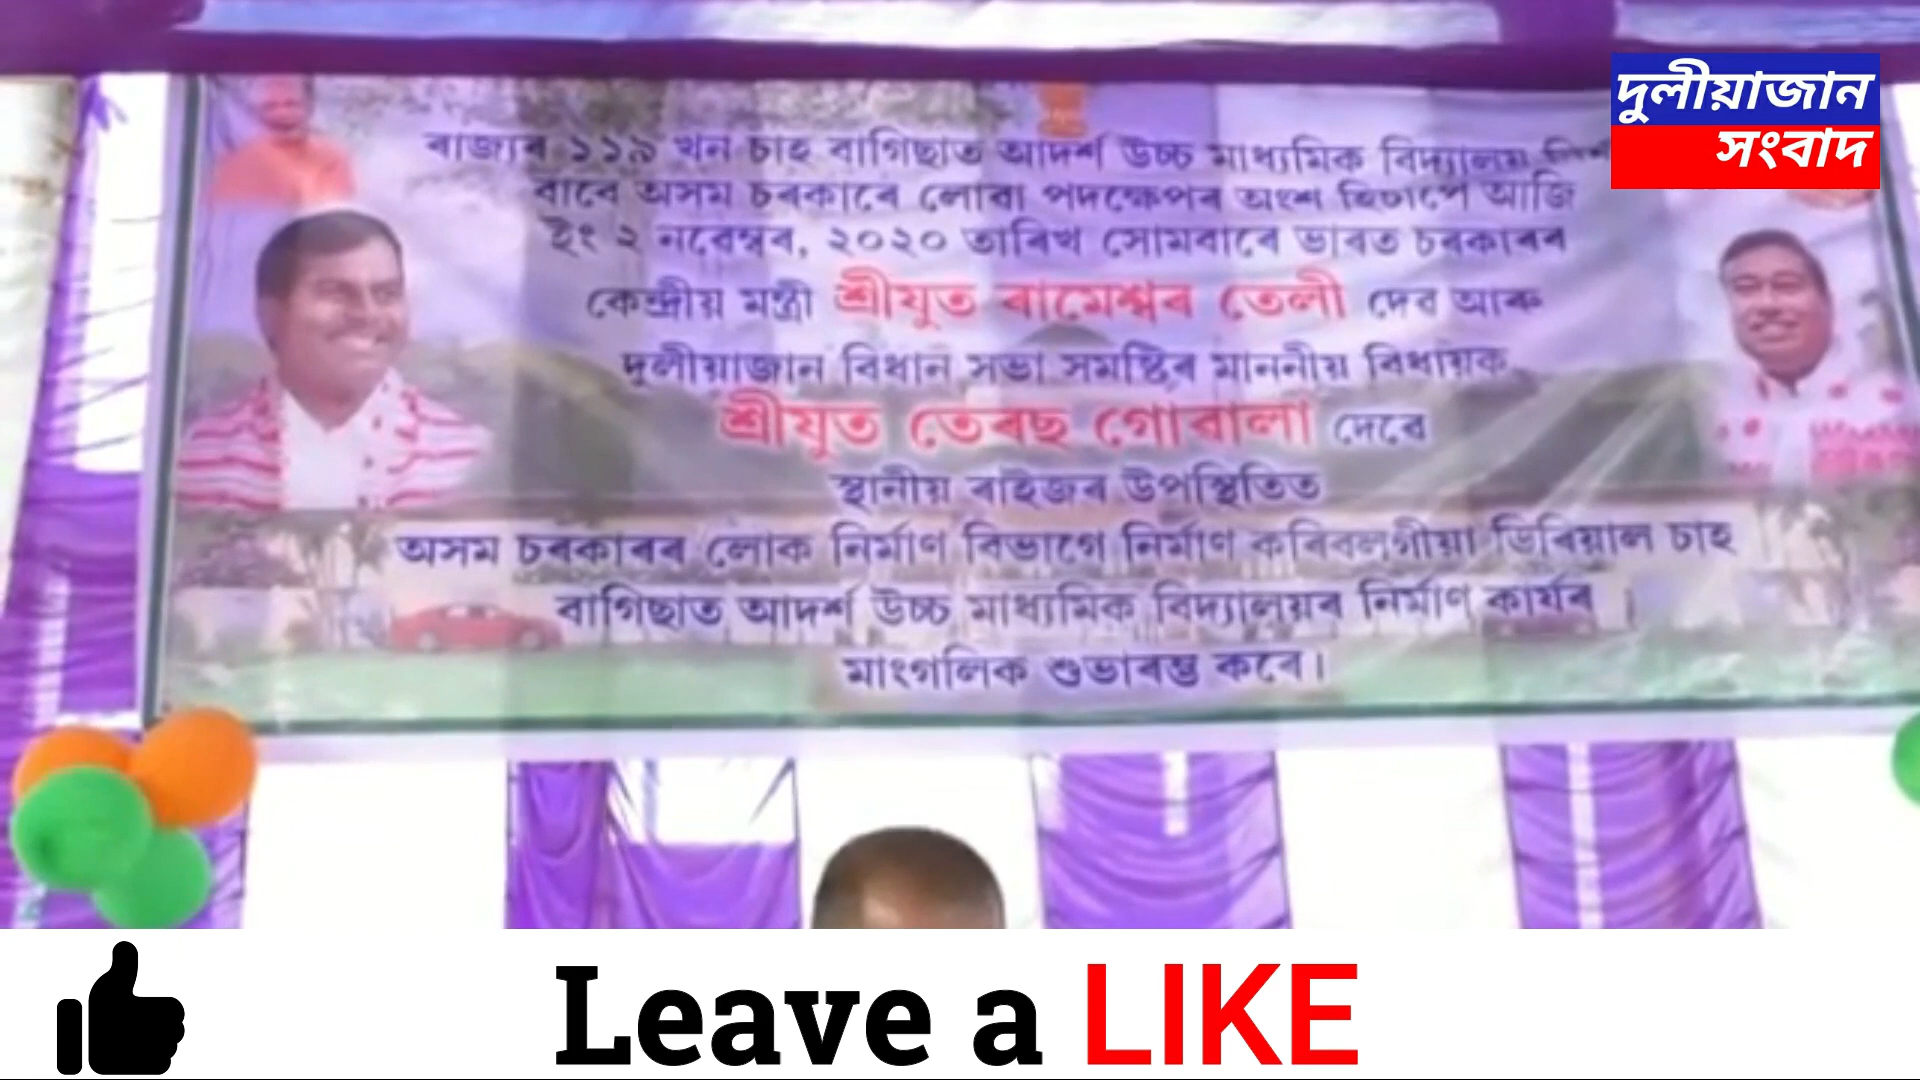 দুলীয়াজান
সংবাদ
ৰাজ্যৰ ১১৯ খন চাহ বাগিছাত আদৰ্শ উচ্চ মাধ্যমিক বিদ্যালয়
বাবে অসম চৰকাৰে লোৱা পদক্ষেপৰ অংশ হিচাপে আজি
ইং ২ নৱেম্বৰ, ২০২০ তাৰিখ সোমবাৰে ভাৰত চৰকাৰৰ
কেন্দ্ৰীয় মন্ত্ৰী শ্ৰীযুত ৰামেশ্বৰ তেলী দেৱ আৰু
দুলীয়াজান বিধান সভা সমষ্টিৰ মাননীয় বিধায়ক
শ্ৰীযুত তেৰছ গোৱালা দেৱে
স্থানীয় ৰাইজৰ উপস্থিতিত
অসম চৰকাৰৰ লোক নিৰ্মাণ বিভাগে নিৰ্মাণ কৰিবলগীয়া ডিৰিয়াল চাহ
বাগিছাত আদৰ্শ উচ্চ মাধ্যমিক বিদ্যালয়ৰ নিৰ্মাণ কাৰ্যৰ
মাংগলিক শুভাৰম্ভ কৰে।
Leave a LIKE